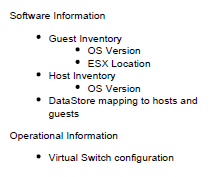 Software Information
• Guest Inventory
• OS Version
• ESX Location
• Host Inventory
• OS Version
• DataStore mapping to hosts and
guests
Operational Information
• Virtual Switch configuration